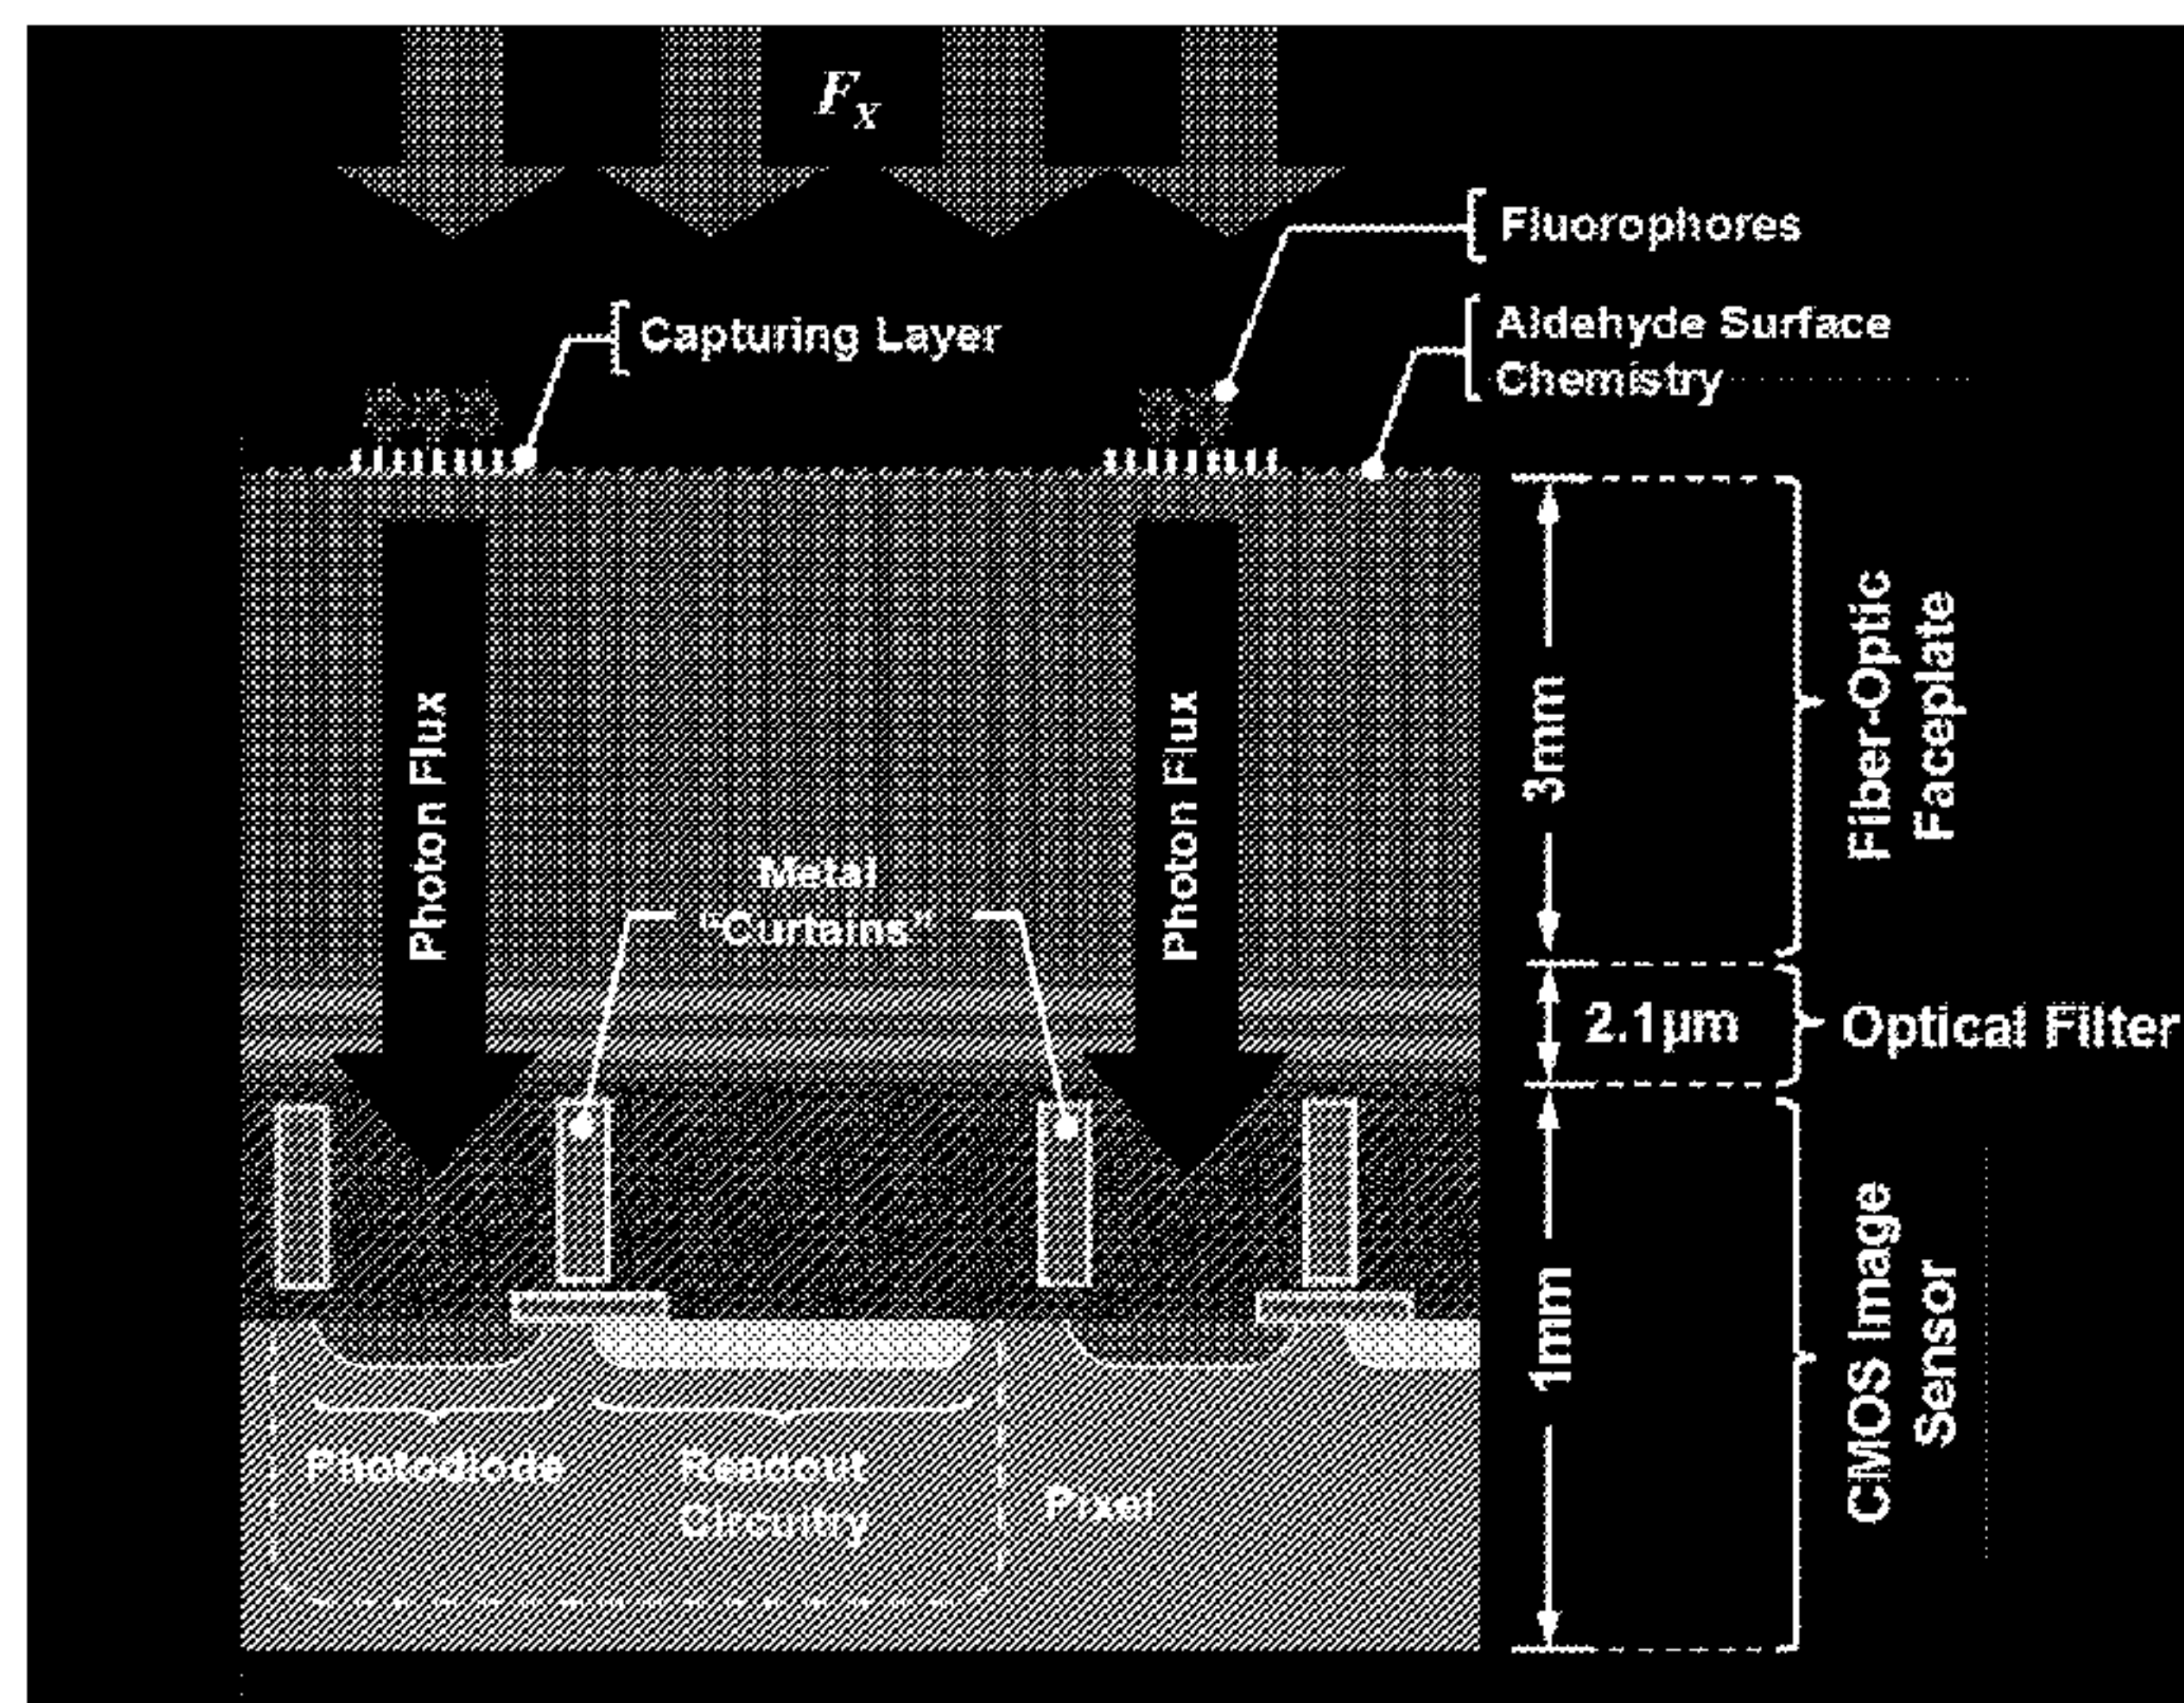 Fx
Fluorophores
Capturing Layer
Aldehyde Surface
Chemistry
Photon Flux
Photon Flux
Metal
“Curtains”
3mm
Fiber-Optic
Faceplate
2.1µm
Optical Filter
1mm
CMOS Image
Sensor
Photodiode
Readout
Circuitry
Pixel